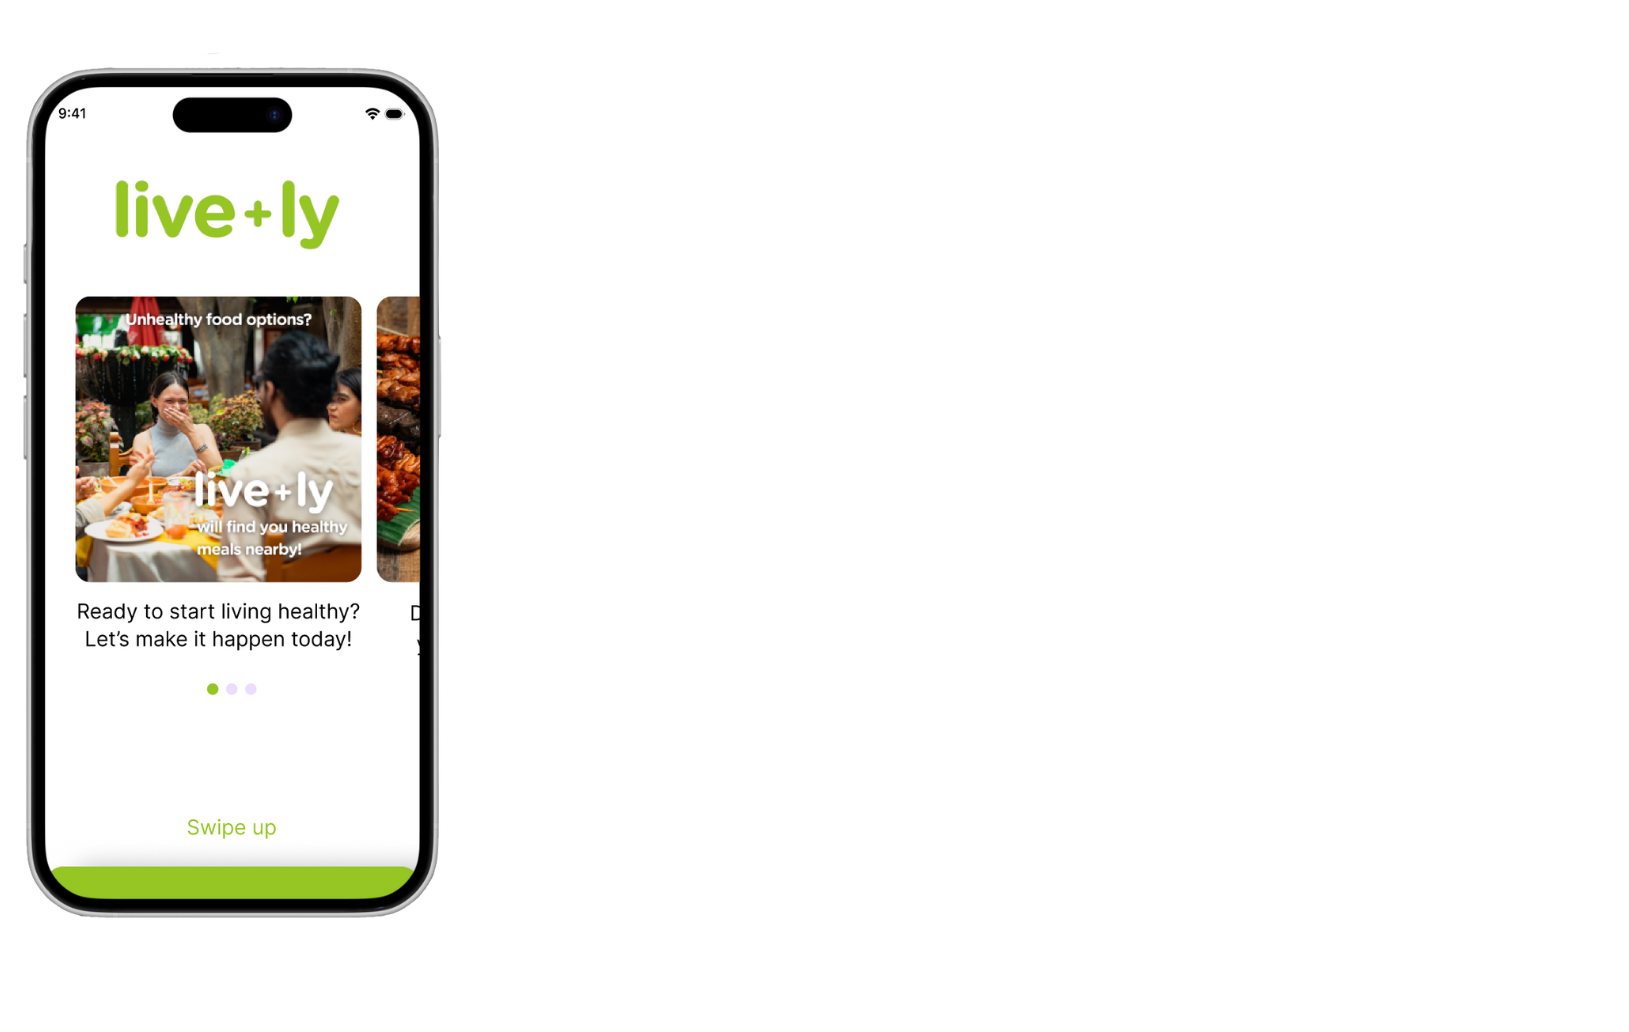 9:41
live+ly
Unhealthy food options?
live+ly
will find you healthy
meals nearby!
Ready to start living healthy?
Let's make it happen today!
Swipe up